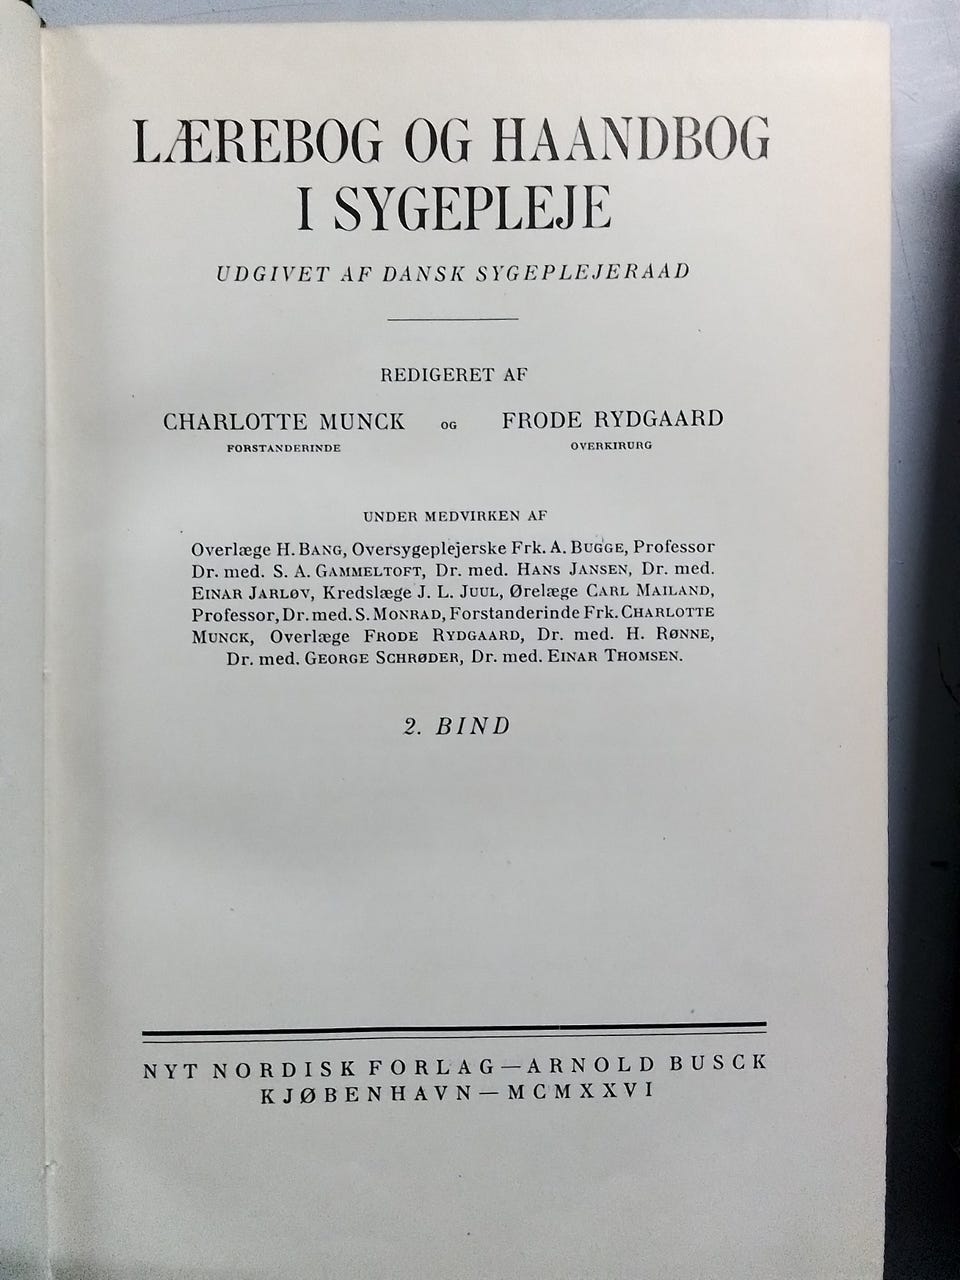 LÆREBOG OG HAANDBOG
I SYGEPLEJE
UDGIVET AF DANSK SYGEPLEJERAAD
REDIGERET AF
CHARLOTTE MUNCK OG FRODE RYDGAARD
FORSTANDERINDE OVERKIRURG
UNDER MEDVIRKEN AF
Overlæge H. BANG, Oversygeplejerske Frk. A. BUGGE, Professor
Dr. med. S. A. GAMMELTOFT, Dr. med. HANS JANSEN, Dr. med.
EINAR JARLØV, Kredslæge J. L. JUUL, Ørelæge CARL MAILAND,
Professor, Dr. med. S. MONRAD, Forstanderinde Frk. CHARLOTTE
MUNCK, Overlæge FRODE RYDGAARD, Dr. med. H. RØNNE,
Dr. med. GEORGE SCHRØDER, Dr. med. EINAR THOMSEN.
2. BIND
NYT NORDISK FORLAG — ARNOLD BUSCK
KJØBENHAVN — MCMXXVI